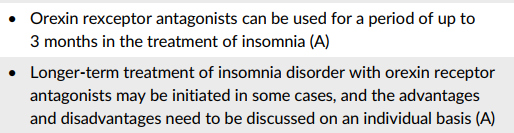 • Orexin rexceptor antagonists can be used for a period of up to
3 months in the treatment of insomnia (A)
• Longer-term treatment of insomnia disorder with orexin receptor
antagonists may be initiated in some cases, and the advantages
and disadvantages need to be discussed on an individual basis (A)